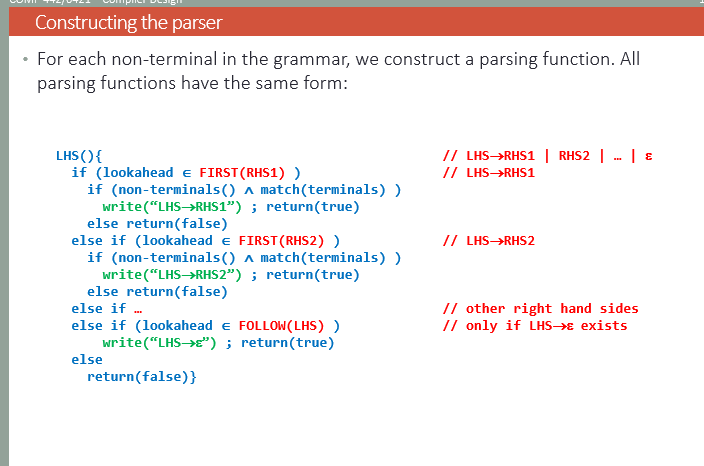 COMP 442/6421 – Compiler Design
Constructing the parser
• For each non-terminal in the grammar, we construct a parsing function. All
parsing functions have the same form:
LHS(){ // LHS→RHS1 | RHS2 | … | ε
if (lookahead ∈ FIRST(RHS1) ) // LHS→RHS1
if (non-terminals() ∧ match(terminals) )
write(“LHS→RHS1”) ; return(true)
else return(false)
else if (lookahead ∈ FIRST(RHS2) ) // LHS→RHS2
if (non-terminals() ∧ match(terminals) )
write(“LHS→RHS2”) ; return(true)
else return(false)
else if … // other right hand sides
else if (lookahead ∈ FOLLOW(LHS) ) // only if LHS→ε exists
write(“LHS→ε”) ; return(true)
else
return(false)}